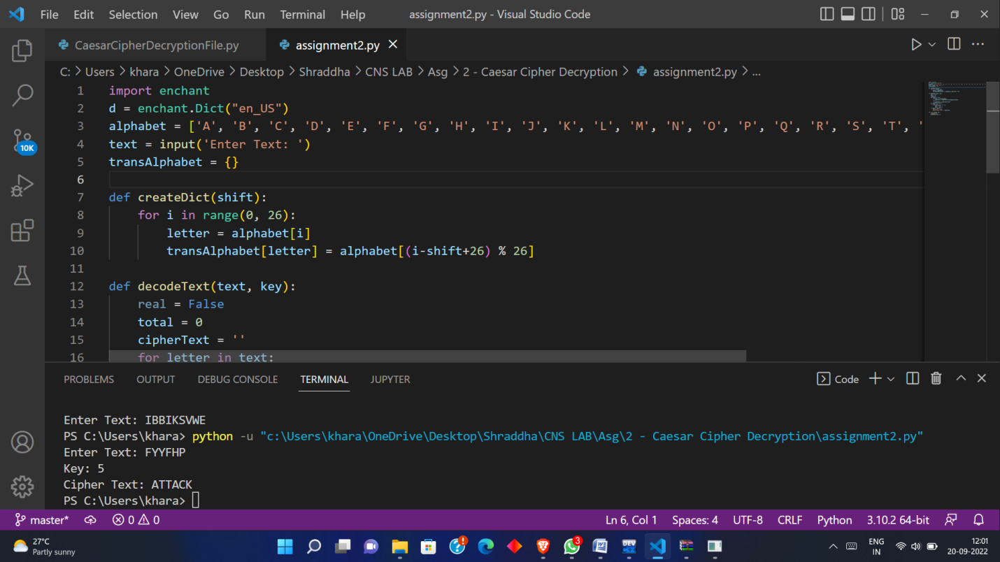 File Edit Selection View Go Run Terminal Help assignment2.py - Visual Studio Code
CaesarCipherDecryptionFile.py assignment2.py
C: > Users > khara > OneDrive > Desktop > Shraddha > CNS LAB > Asg > 2 - Caesar Cipher Decryption > assignment2.py > ...
1 import enchant
2 d = enchant.Dict("en_US")
3 alphabet = ['A', 'B', 'C', 'D', 'E', 'F', 'G', 'H', 'I', 'J', 'K', 'L', 'M', 'N', 'O', 'P', 'Q', 'R', 'S', 'T', '
4 text = input('Enter Text: ')
5 transAlphabet = {}
6
7 def createDict(shift):
8 for i in range(0, 26):
9 letter = alphabet[i]
10 transAlphabet[letter] = alphabet[(i-shift+26) % 26]
11
12 def decodeText(text, key):
13 real = False
14 total = 0
15 cipherText = ''
16 for letter in text:
10K
PROBLEMS OUTPUT DEBUG CONSOLE TERMINAL JUPYTER Code
Enter Text: IBBIKSVWE
PS C:\Users\khara> python -u "c:\Users\khara\OneDrive\Desktop\Shraddha\CNS LAB\Asg\2 - Caesar Cipher Decryption\assignment2.py"
Enter Text: FYYFHP
Key: 5
Cipher Text: ATTACK
PS C:\Users\khara>
master* 0 0 Ln 6, Col 1 Spaces: 4 UTF-8 CRLF Python 3.10.2 64-bit
27°C
Partly sunny
3
DEV
ENG
IN
12:01
20-09-2022